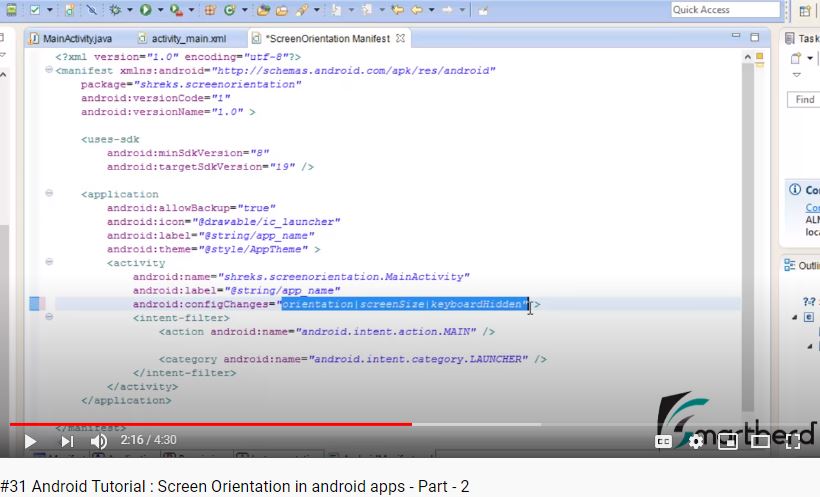 Quick Access
MainActivity.java
activity_main.xml
*ScreenOrientation Manifest
Task
<?xml version="1.0" encoding="utf-8"?>
<manifest xmlns:android="http://schemas.android.com/apk/res/android"
package="shreks.screenorientation"
android:versionCode="1"
android:versionName="1.0" >
Find
<uses-sdk
android:minSdkVersion="8"
android:targetSdkVersion="19" />
<application
android:allowBackup="true"
android:icon="@drawable/ic_launcher"
android:label="@string/app_name"
android:theme="@style/AppTheme" >
<activity
android:name="shreks.screenorientation.MainActivity"
android:label="@string/app_name"
android:configChanges="orientation|screenSize|keyboardHidden">
<intent-filter>
<action android:name="android.intent.action.MAIN" />
<category android:name="android.intent.category.LAUNCHER" />
</intent-filter>
</activity>
</application>
</manifest>
Co
Co
ALM
loca
Outli
smartherd
2:16 / 4:30
CC
#31 Android Tutorial : Screen Orientation in android apps - Part - 2